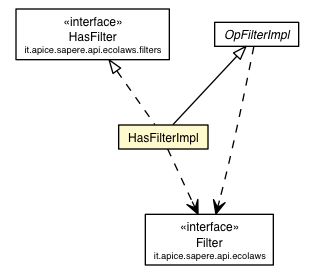 «interface»
HasFilter
it.apice.sapere.api.ecolaws.filters
OpFilterImpl
HasFilterImpl
«interface»
Filter
it.apice.sapere.api.ecolaws